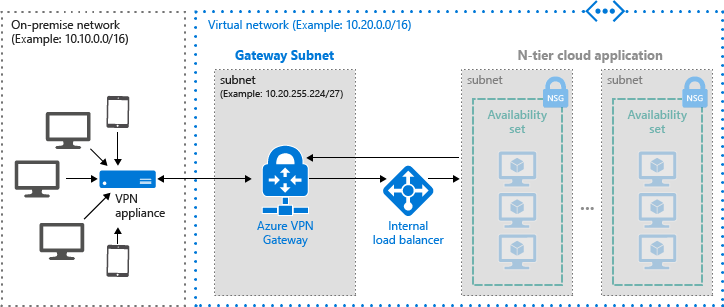 On-premise network
(Example: 10.10.0.0/16)
VPN
appliance
Virtual network (Example: 10.20.0.0/16)
Gateway Subnet
subnet
(Example: 10.20.255.224/27)
Azure VPN
Gateway
Internal
load balancer
N-tier cloud application
subnet
NSG
Availability
set
...
subnet
NSG
Availability
set